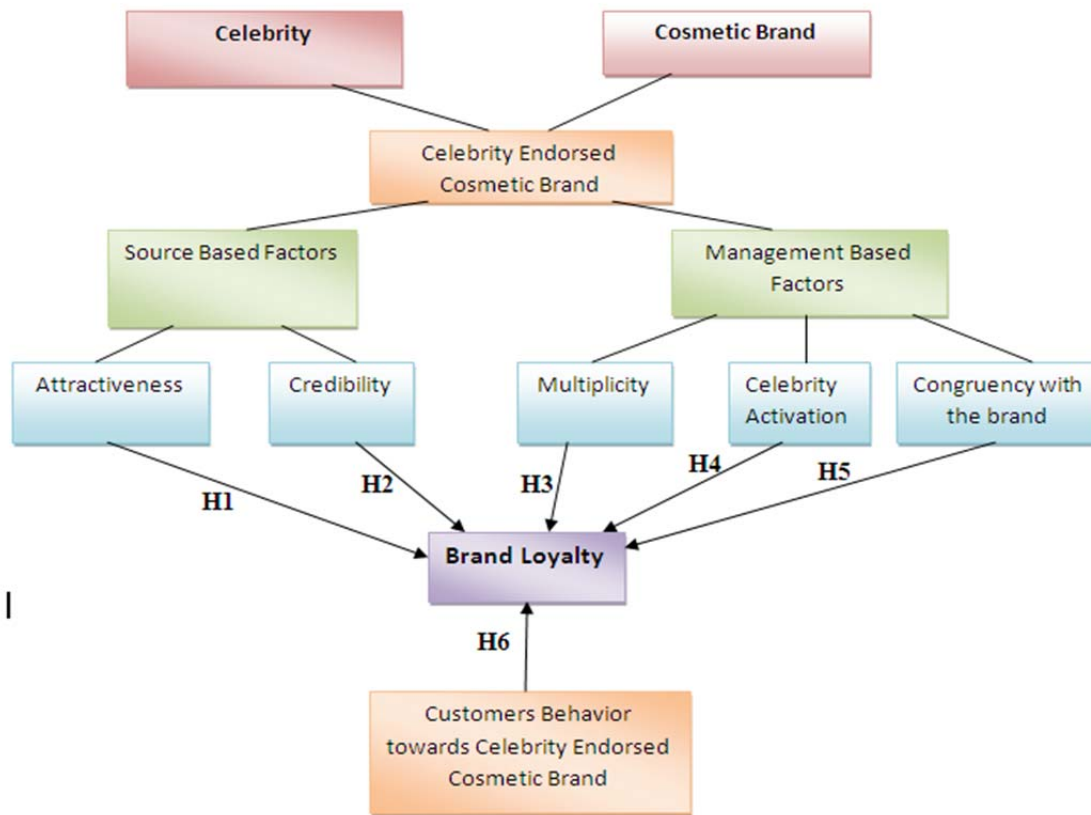 Celebrity
Cosmetic Brand
Celebrity Endorsed
Cosmetic Brand
Source Based Factors
Management Based
Factors
Attractiveness
Credibility
Multiplicity
Celebrity
Activation
Congruency with
the brand
H1
H2
H3
H4
H5
Brand Loyalty
l
H6
Customers Behavior
towards Celebrity Endorsed
Cosmetic Brand